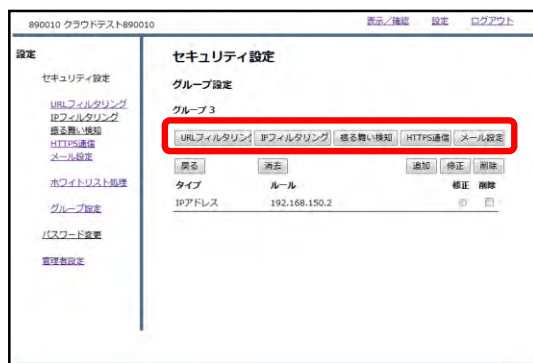 890010 クラウドテスト890010
表示/確認 設定 ログアウト
設定
セキュリティ設定
URLフィルタリング
IPフィルタリング
振る舞い検知
HTTPS通信
メール設定
ホワイトリスト処理
グループ設定
パスワード変更
管理者設定
セキュリティ設定
グループ設定
グループ 3
URLフィルタリング IPフィルタリング 振る舞い検知 HTTPS通信 メール設定
戻る 消去 追加 修正 削除
タイプ ルール 修正 削除
IPアドレス 192.168.150.2